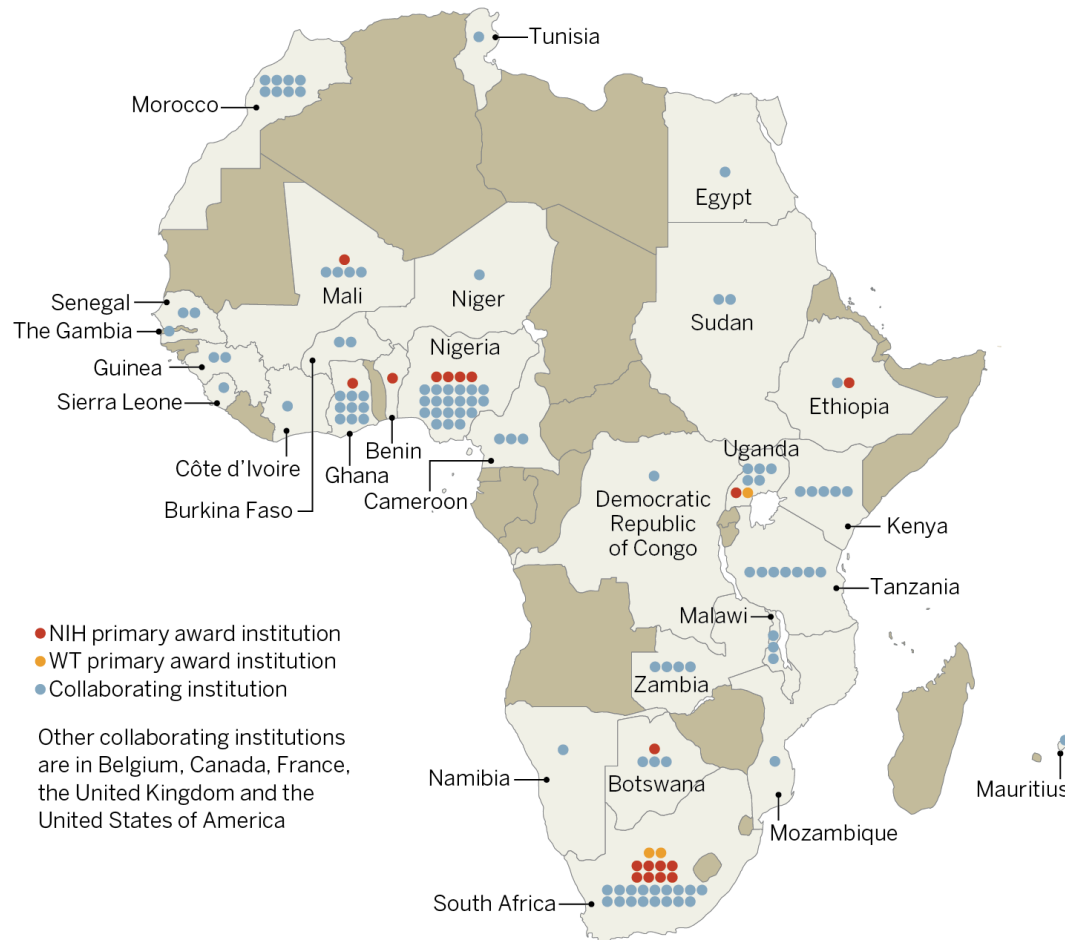 Tunisia
Morocco
Egypt
Mali
Niger
Senegal
Sudan
The Gambia
Nigeria
Guinea
Ethiopia
Sierra Leone
Benin
Uganda
Côte d’Ivoire
Ghana
Cameroon
Burkina Faso
Democratic
Republic
of Congo
Kenya
Tanzania
Malawi
NIH primary award institution
WT primary award institution
Collaborating institution
Zambia
Other collaborating institutions
are in Belgium, Canada, France,
the United Kingdom and the
United States of America
Namibia
Botswana
Mauritius
Mozambique
South Africa